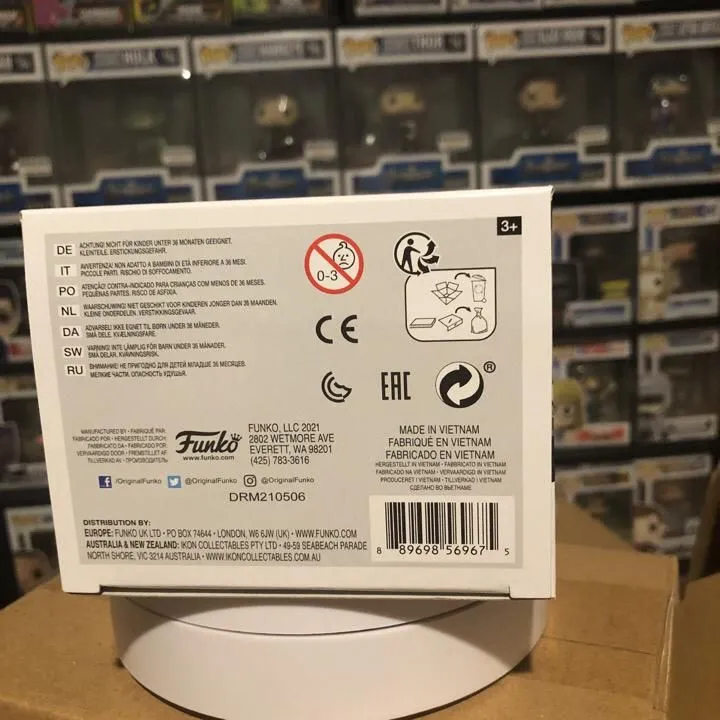 3+
DE ACHTUNG! NICHT FÜR KINDER UNTER 36 MONATEN GEEIGNET.
KLEINTEILE. ERSTICKUNGSGEFAHR.
IT AVVERTENZA! NON ADATTO A BAMBINI DI ETÀ INFERIORE A 36 MESI.
PICCOLE PARTI. RISCHIO DI SOFFOCAMENTO.
PO ATENÇÃO! CONTRA-INDICADO PARA CRIANÇAS COM MENOS DE 36 MESES.
PEQUENAS PARTES. RISCO DE ASFIXIA.
NL WAARSCHUWING! NIET GESCHIKT VOOR KINDEREN JONGER DAN 36 MAANDEN.
KLEINE ONDERDELEN. VERSTIKKINGSGEVAAR.
DA ADVARSEL! IKKE EGNET TIL BØRN UNDER 36 MÅNEDER.
SMÅ DELE. KVÆLNINGSFARE.
SW VARNING! INTE LÄMPLIG FÖR BARN UNDER 36 MÅNADER.
SMÅ DELAR. KVÄVNINGSRISK.
RU ВНИМАНИЕ! НЕ ПРИГОДНО ДЛЯ ДЕТЕЙ МЛАДШЕ 36 МЕСЯЦЕВ.
МЕЛКИЕ ЧАСТИ. ОПАСНОСТЬ УДУШЬЯ.
0-3
CE
EAC
®
MANUFACTURED BY • FABRIQUÉ PAR
FABRICADO POR • HERGESTELLT DURCH
FABBRICATO DA • FABRICADO POR
VERVAARDIGD DOOR • FREMSTILLET AF
TILLVERKAD AV • ПРОИЗВОДИТЕЛЬ
Funko
www.funko.com
FUNKO, LLC 2021
2802 WETMORE AVE
EVERETT, WA 98201
(425) 783-3616
/OriginalFunko @OriginalFunko @OriginalFunko
DRM210506
MADE IN VIETNAM
FABRIQUÉ EN VIETNAM
FABRICADO EN VIETNAM
HERGESTELLT IN VIETNAM • FABBRICATO IN VIETNAM
FABRICADO NA VIETNAM • VERVAARDIGD IN VIETNAM
PRODUCERET I VIETNAM • TILLVERKAD I VIETNAM
СДЕЛАНО ВО ВЬЕТНАМЕ
DISTRIBUTION BY:
EUROPE: FUNKO UK LTD • PO BOX 74644 • LONDON, W6 6JW (UK) • WWW.FUNKO.COM
AUSTRALIA & NEW ZEALAND: IKON COLLECTABLES PTY LTD • 49-59 SEABEACH PARADE
NORTH SHORE, VIC 3214 AUSTRALIA • WWW.IKONCOLLECTABLES.COM.AU
8 89698 56967 5